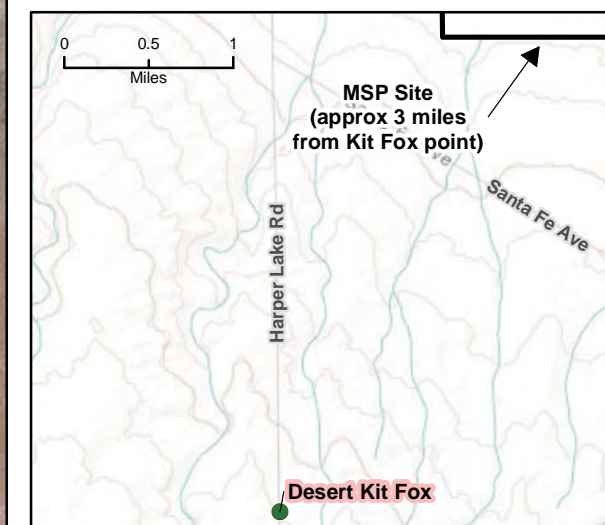 0 0.5 1
Miles
MSP Site
(approx 3 miles
from Kit Fox point)
Santa Fe Ave
Harper Lake Rd
Desert Kit Fox